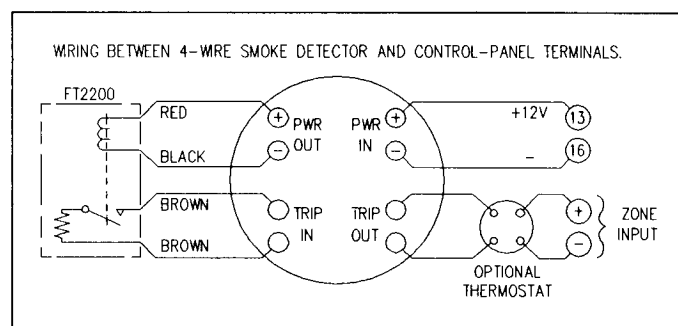 WIRING BETWEEN 4-WIRE SMOKE DETECTOR AND CONTROL-PANEL TERMINALS.
FT2200
RED
BLACK
BROWN
BROWN
+ PWR OUT
-
TRIP IN
PWR IN +
-
TRIP OUT
+12V 13
- 16
OPTIONAL
THERMOSTAT
+
-
ZONE
INPUT